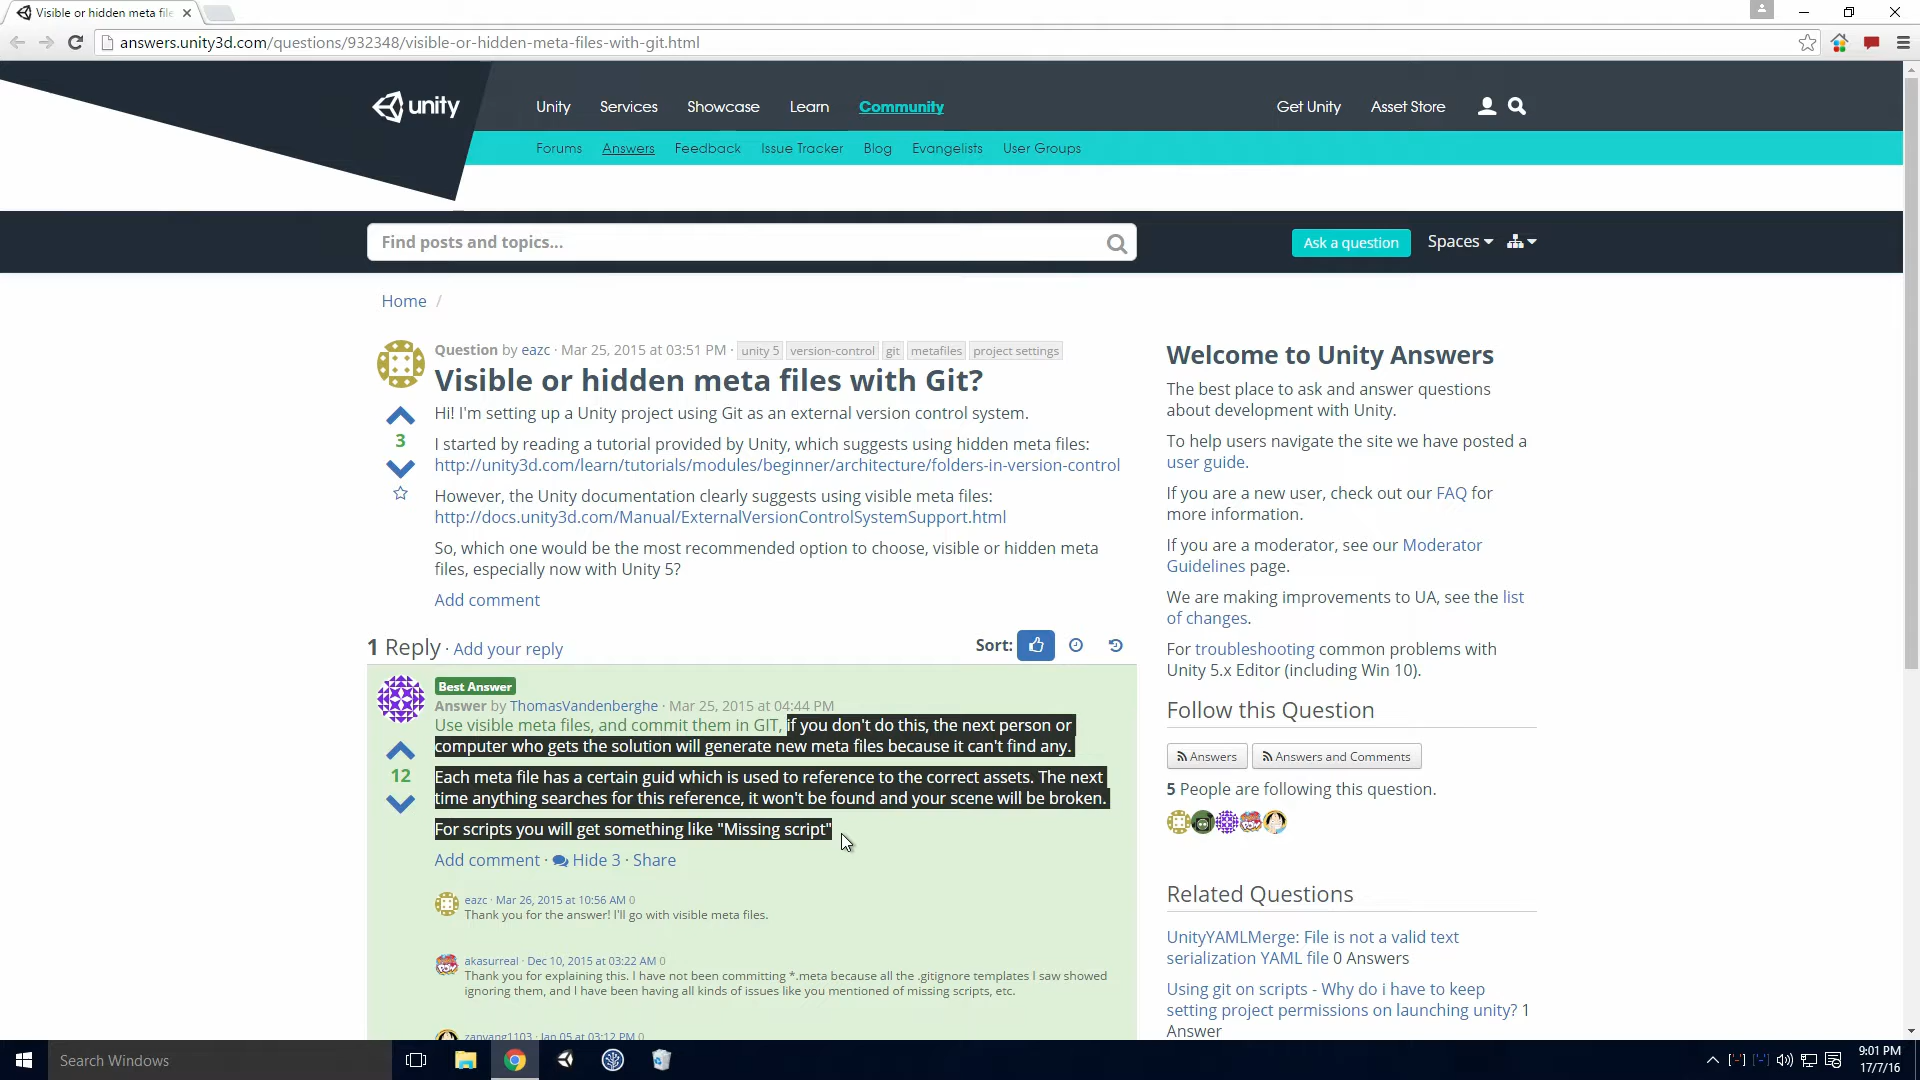 Visible or hidden meta file
answers.unity3d.com/questions/932348/visible-or-hidden-meta-files-with-git.html
unity
Unity Services Showcase Learn Community
Get Unity Asset Store
Forums Answers Feedback Issue Tracker Blog Evangelists User Groups
Find posts and topics...
Ask a question
Spaces
Home /
Question by eazc · Mar 25, 2015 at 03:51 PM · unity 5 version-control git metafiles project settings
Visible or hidden meta files with Git?
3
Hi! I'm setting up a Unity project using Git as an external version control system.
I started by reading a tutorial provided by Unity, which suggests using hidden meta files:
http://unity3d.com/learn/tutorials/modules/beginner/architecture/folders-in-version-control
However, the Unity documentation clearly suggests using visible meta files:
http://docs.unity3d.com/Manual/ExternalVersionControlSystemSupport.html
So, which one would be the most recommended option to choose, visible or hidden meta
files, especially now with Unity 5?
Add comment
1 Reply · Add your reply
Sort:
Best Answer
Answer by ThomasVandenberghe · Mar 25, 2015 at 04:44 PM
12
Use visible meta files, and commit them in GIT, if you don't do this, the next person or
computer who gets the solution will generate new meta files because it can't find any.
Each meta file has a certain guid which is used to reference to the correct assets. The next
time anything searches for this reference, it won't be found and your scene will be broken.
For scripts you will get something like "Missing script"
Add comment · Hide 3 · Share
eazc · Mar 26, 2015 at 10:56 AM 0
Thank you for the answer! I'll go with visible meta files.
akasurreal · Dec 10, 2015 at 03:22 AM 0
Thank you for explaining this. I have not been committing *.meta because all the .gitignore templates I saw showed
ignoring them, and I have been having all kinds of issues like you mentioned of missing scripts, etc.
zanyang1103 · Jan 05 at 03:12 PM 0
Welcome to Unity Answers
The best place to ask and answer questions
about development with Unity.
To help users navigate the site we have posted a
user guide.
If you are a new user, check out our FAQ for
more information.
If you are a moderator, see our Moderator
Guidelines page.
We are making improvements to UA, see the list
of changes.
For troubleshooting common problems with
Unity 5.x Editor (including Win 10).
Follow this Question
Answers
Answers and Comments
5 People are following this question.
Related Questions
UnityYAMLMerge: File is not a valid text
serialization YAML file 0 Answers
Using git on scripts - Why do i have to keep
setting project permissions on launching unity? 1
Answer
Search Windows
9:01 PM
17/7/16